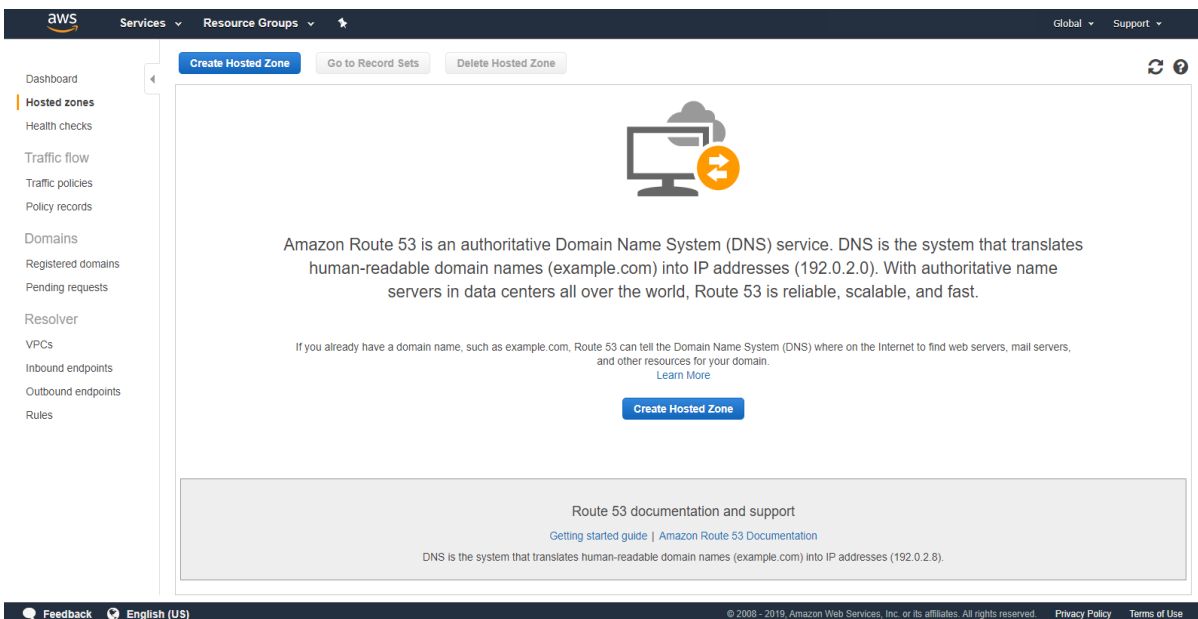 aws Services Resource Groups Global Support
Create Hosted Zone Go to Record Sets Delete Hosted Zone
Dashboard
Hosted zones
Health checks
Traffic flow
Traffic policies
Policy records
Domains
Registered domains
Pending requests
Resolver
VPCs
Inbound endpoints
Outbound endpoints
Rules
Amazon Route 53 is an authoritative Domain Name System (DNS) service. DNS is the system that translates
human-readable domain names (example.com) into IP addresses (192.0.2.0). With authoritative name
servers in data centers all over the world, Route 53 is reliable, scalable, and fast.
If you already have a domain name, such as example.com, Route 53 can tell the Domain Name System (DNS) where on the Internet to find web servers, mail servers,
and other resources for your domain.
Learn More
Create Hosted Zone
Route 53 documentation and support
Getting started guide | Amazon Route 53 Documentation
DNS is the system that translates human-readable domain names (example.com) into IP addresses (192.0.2.8).
Feedback English (US) © 2008 - 2019, Amazon Web Services, Inc. or its affiliates. All rights reserved. Privacy Policy Terms of Use